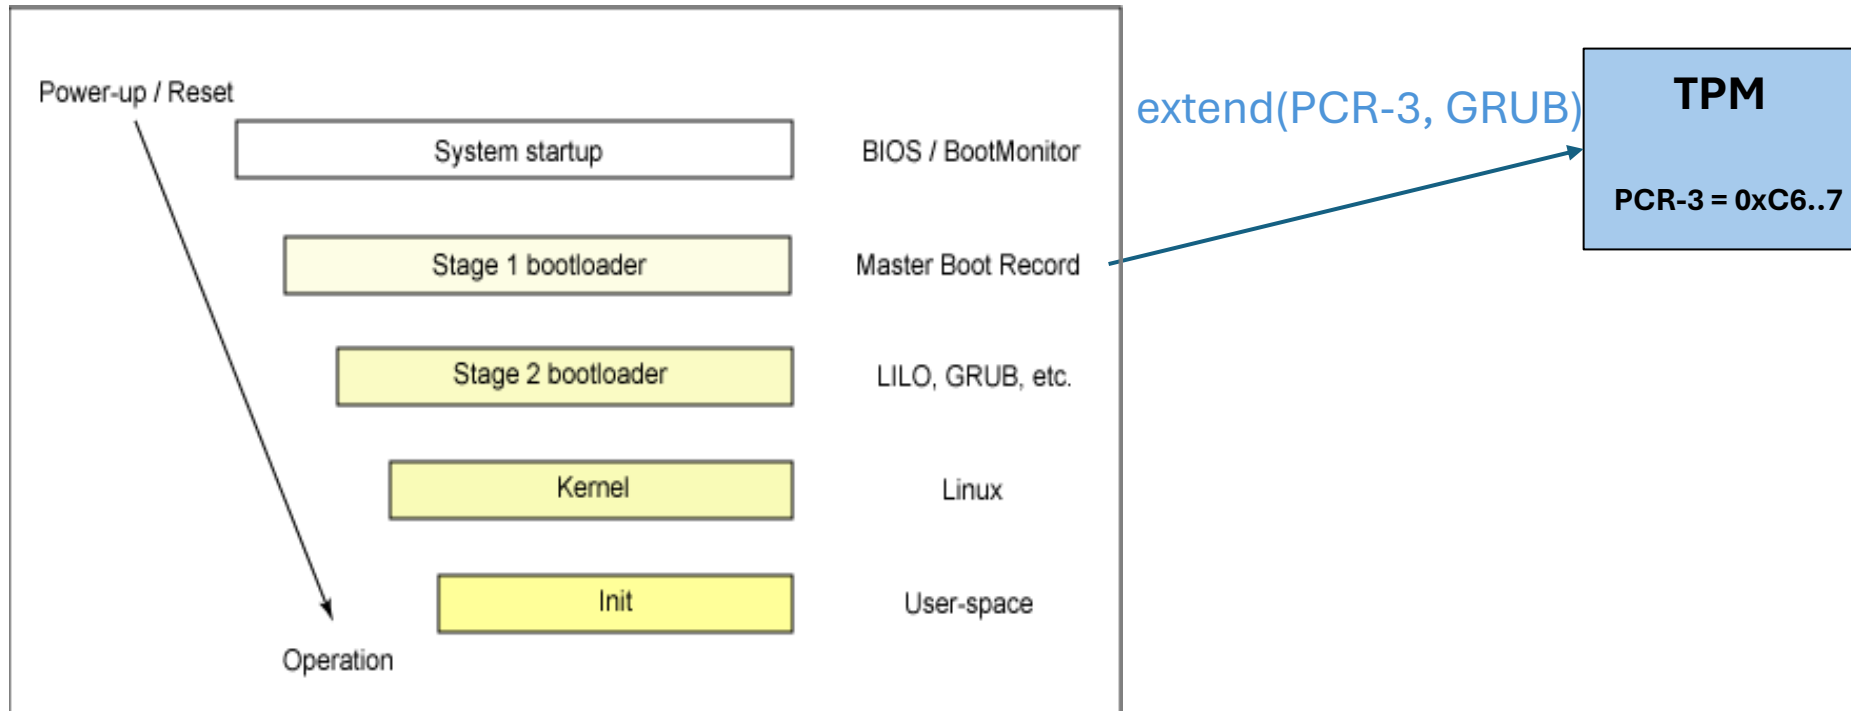 Power-up / Reset
System startup
BIOS / BootMonitor
Stage 1 bootloader
Master Boot Record
Stage 2 bootloader
LILO, GRUB, etc.
Kernel
Linux
Init
User-space
Operation
extend(PCR-3, GRUB)
TPM
PCR-3 = 0xC6..7